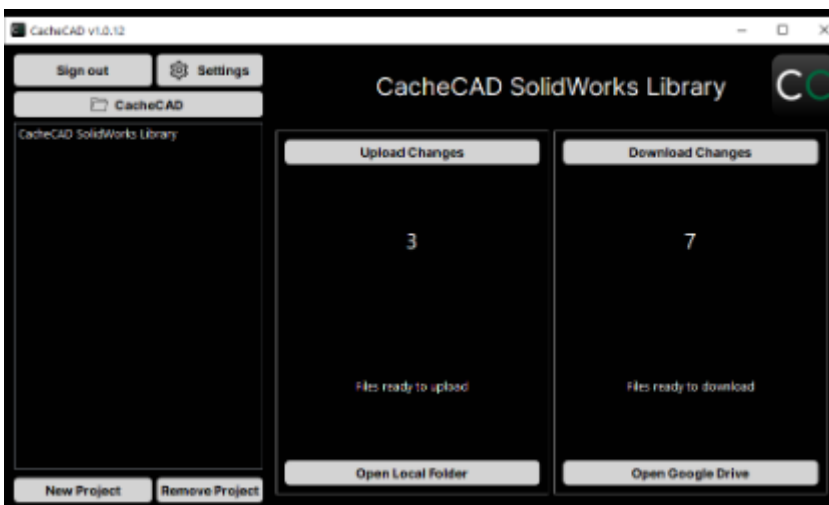 CacheCAD v1.0.12
Sign out
Settings
CacheCAD
CacheCAD SolidWorks Library
New Project
Remove Project
CacheCAD SolidWorks Library
CC
Upload Changes
3
Files ready to upload
Open Local Folder
Download Changes
7
Files ready to download
Open Google Drive